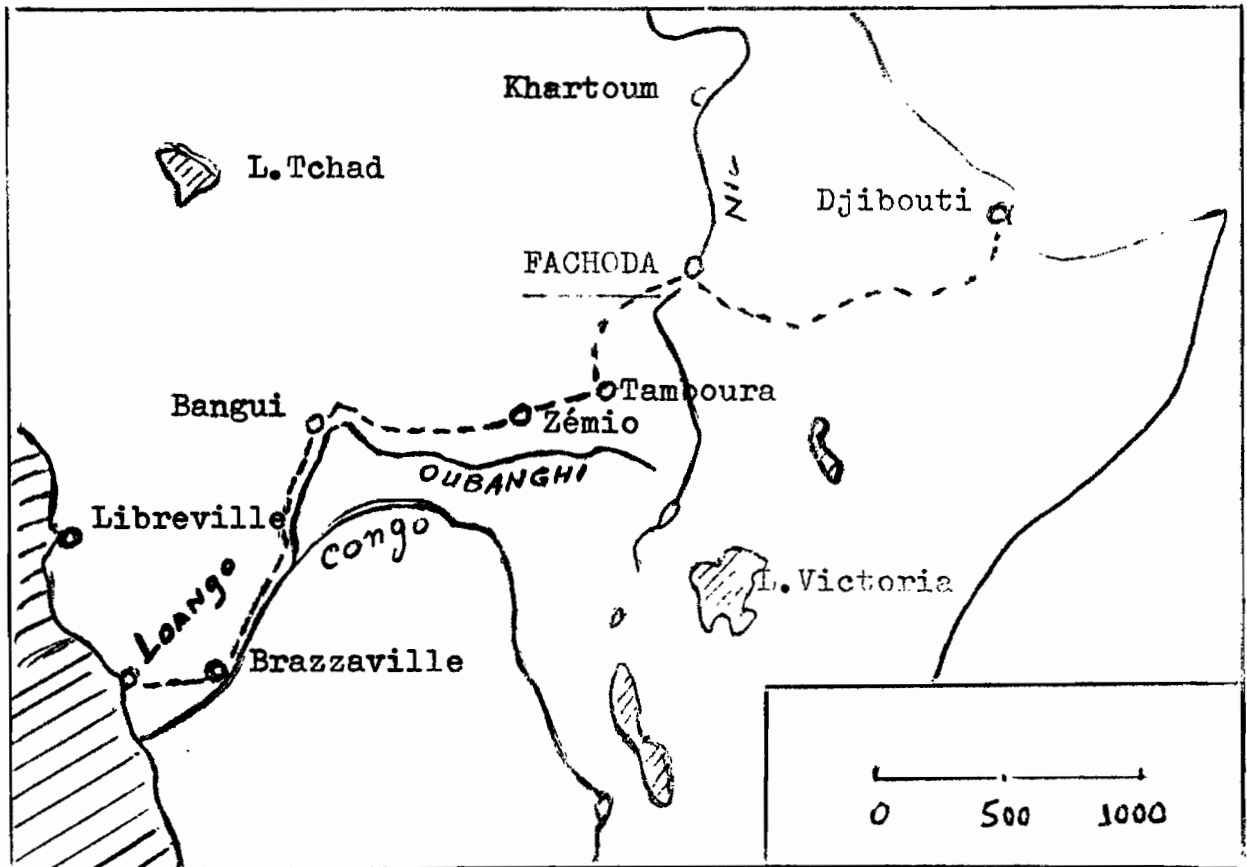 Khartoum
L.Tchad
Nil
Djibouti
FACHODA
Tamboura
Bangui
Zémio
OUBANGHI
Libreville
Congo
Loango
L.Victoria
Brazzaville
0 500 1000